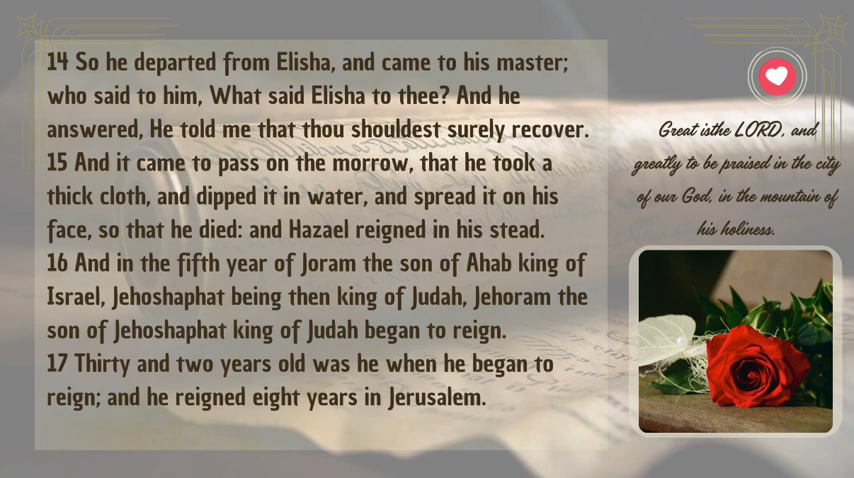 14 So he departed from Elisha, and came to his master;
who said to him, What said Elisha to thee? And he
answered, He told me that thou shouldest surely recover.
15 And it came to pass on the morrow, that he took a
thick cloth, and dipped it in water, and spread it on his
face, so that he died: and Hazael reigned in his stead.
16 And in the fifth year of Joram the son of Ahab king of
Israel, Jehoshaphat being then king of Judah, Jehoram the
son of Jehoshaphat king of Judah began to reign.
17 Thirty and two years old was he when he began to
reign; and he reigned eight years in Jerusalem.
Great isthe LORD, and
greatly to be praised in the city
of our God, in the mountain of
his holiness.